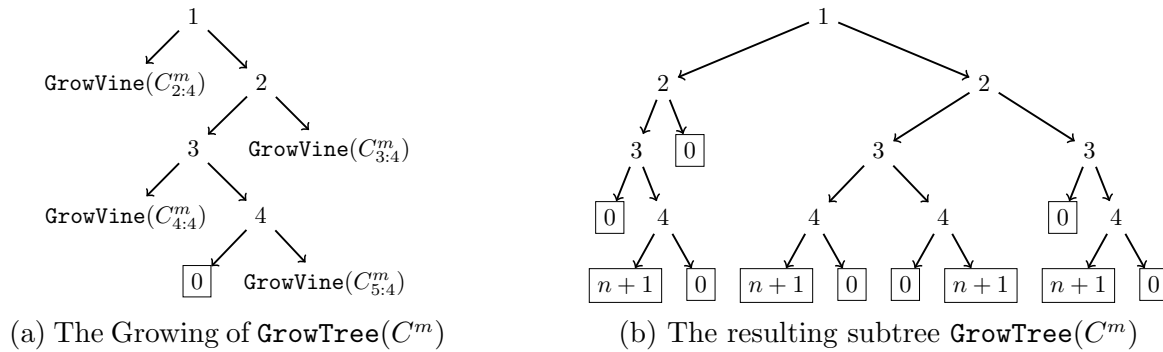 1
GrowVine($C^m_{2:4}$) 2
3 GrowVine($C^m_{3:4}$)
GrowVine($C^m_{4:4}$) 4
0 GrowVine($C^m_{5:4}$)
(a) The Growing of GrowTree($C^m$)
1
2 2
3 0 3 3
0 4 4 4 0 4
n + 1 0 n + 1 0 0 n + 1 n + 1 0
(b) The resulting subtree GrowTree($C^m$)